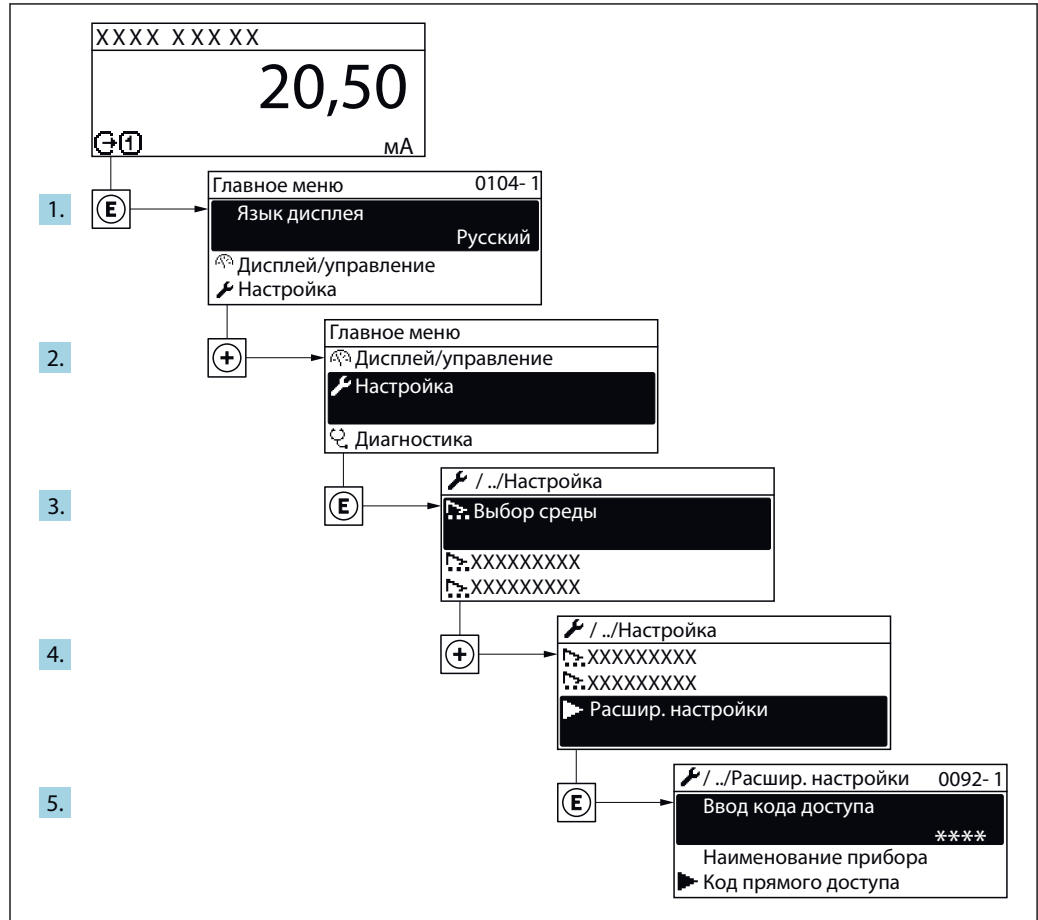 XXXX XXX XX
20,50
1
мА
1.
E
Главное меню 0104- 1
Язык дисплея
Русский
Дисплей/управление
Настройка
2.
+
Главное меню
Дисплей/управление
Настройка
Диагностика
3.
E
/ ../Настройка
Выбор среды
XXXXXXXXX
XXXXXXXXX
4.
+
/ ../Настройка
XXXXXXXXX
XXXXXXXXX
Расшир. настройки
5.
E
/ ../Расшир. настройки 0092- 1
Ввод кода доступа
****
Наименование прибора
Код прямого доступа